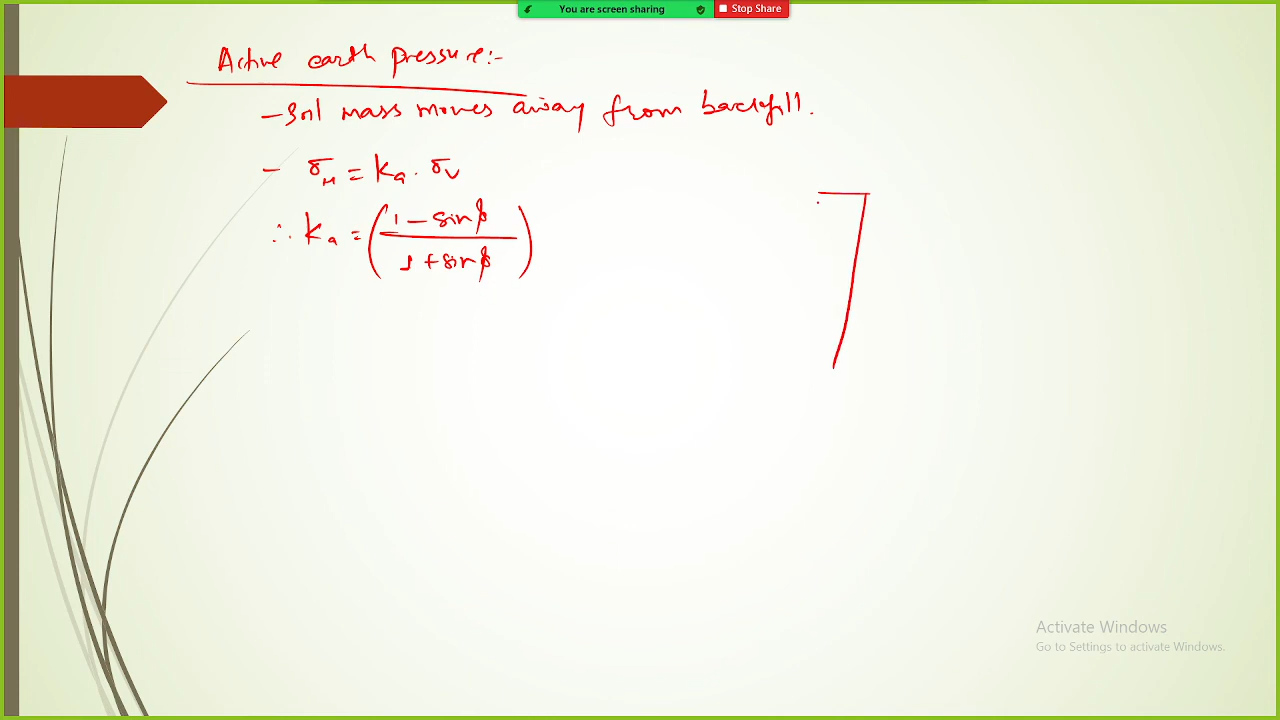 You are screen sharing Stop Share
Active earth pressure:-
- Soil mass moves away from backfill.
- σH = Ka . σv
∴ Ka = (1 - sinϕ / 1 + sinϕ)
Activate Windows
Go to Settings to activate Windows.